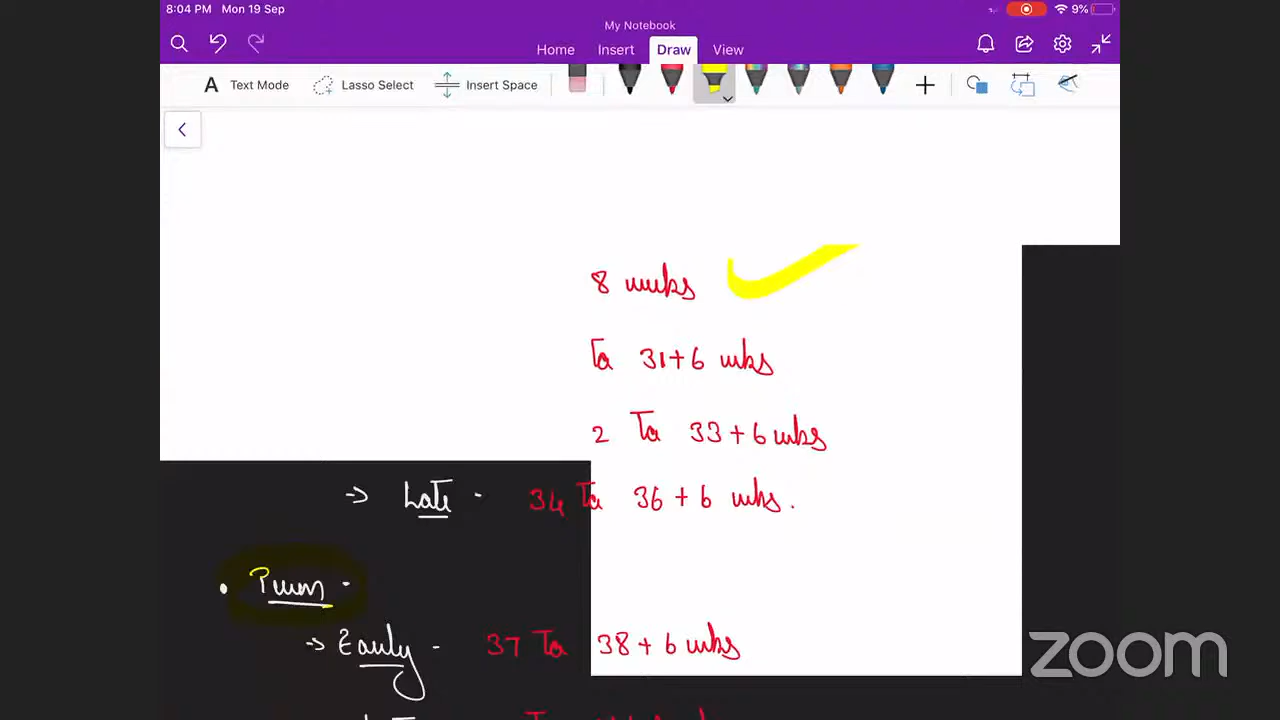 8:04 PM Mon 19 Sep 9%
My Notebook
Home Insert Draw View
A Text Mode Lasso Select Insert Space
8 weeks
To 31+6 wks
2 To 33+6 wks
→ Late - 34 To 36+6 wks.
• Term -
→ Early - 37 To 38+6 wks
zoom